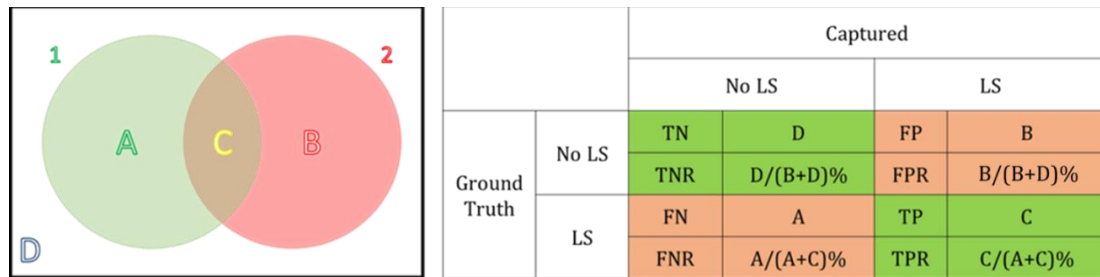 1
2
A
C
B
D
Captured
No LS
LS
Ground Truth
No LS
TN
D
FP
B
TNR
D/(B+D)%
FPR
B/(B+D)%
LS
FN
A
TP
C
FNR
A/(A+C)%
TPR
C/(A+C)%